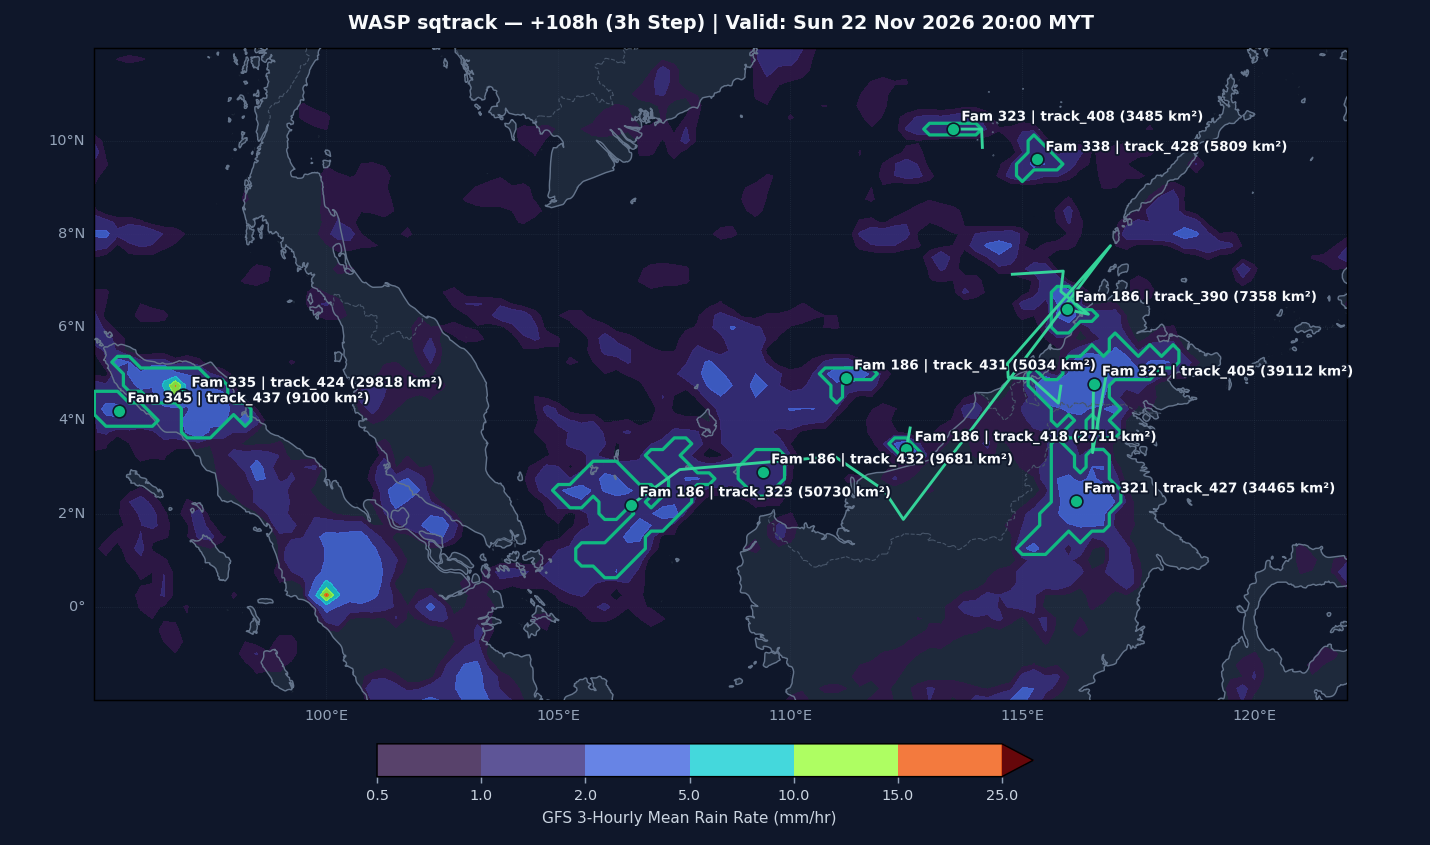 WASP sqtrack — +108h (3h Step) | Valid: Sun 22 Nov 2026 20:00 MYT
Fam 323 | track_408 (3485 km²)
10°N
Fam 338 | track_428 (5809 km²)
8°N
Fam 186 | track_390 (7358 km²)
6°N
Fam 186 | track_431 (5034 km²)
Fam 321 | track_405 (39112 km²)
Fam 335 | track_424 (29818 km²)
Fam 345 | track_437 (9100 km²)
4°N
Fam 186 | track_418 (2711 km²)
Fam 186 | track_432 (9681 km²)
Fam 321 | track_427 (34465 km²)
Fam 186 | track_323 (50730 km²)
2°N
0°
100°E 105°E 110°E 115°E 120°E
0.5 1.0 2.0 5.0 10.0 15.0 25.0
GFS 3-Hourly Mean Rain Rate (mm/hr)